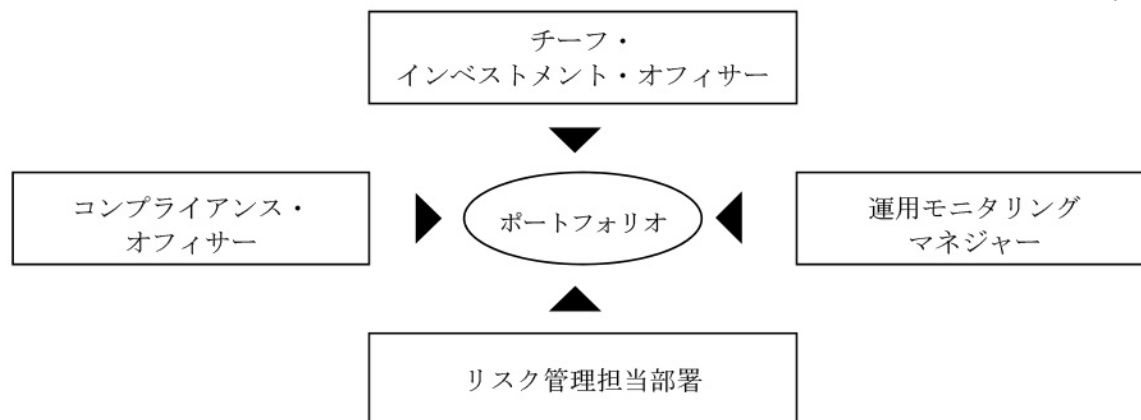 チーフ・
インベストメント・オフィサー
コンプライアンス・
オフィサー
ポートフォリオ
運用モニタリング
マネジャー
リスク管理担当部署